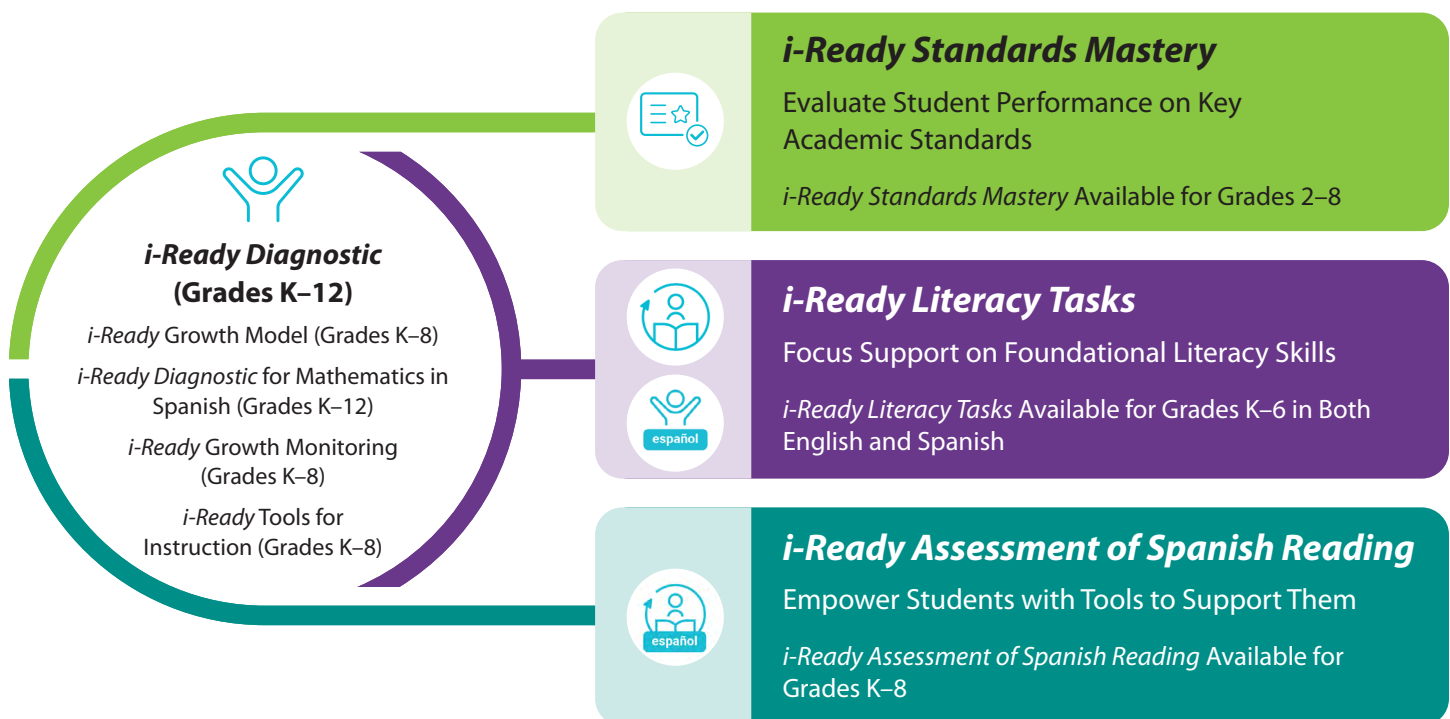 i-Ready Diagnostic
(Grades K–12)
i-Ready Growth Model (Grades K–8)
i-Ready Diagnostic for Mathematics in
Spanish (Grades K–12)
i-Ready Growth Monitoring
(Grades K–8)
i-Ready Tools for
Instruction (Grades K–8)
i-Ready Standards Mastery
Evaluate Student Performance on Key
Academic Standards
i-Ready Standards Mastery Available for Grades 2–8
español
i-Ready Literacy Tasks
Focus Support on Foundational Literacy Skills
i-Ready Literacy Tasks Available for Grades K–6 in Both
English and Spanish
español
i-Ready Assessment of Spanish Reading
Empower Students with Tools to Support Them
i-Ready Assessment of Spanish Reading Available for
Grades K–8